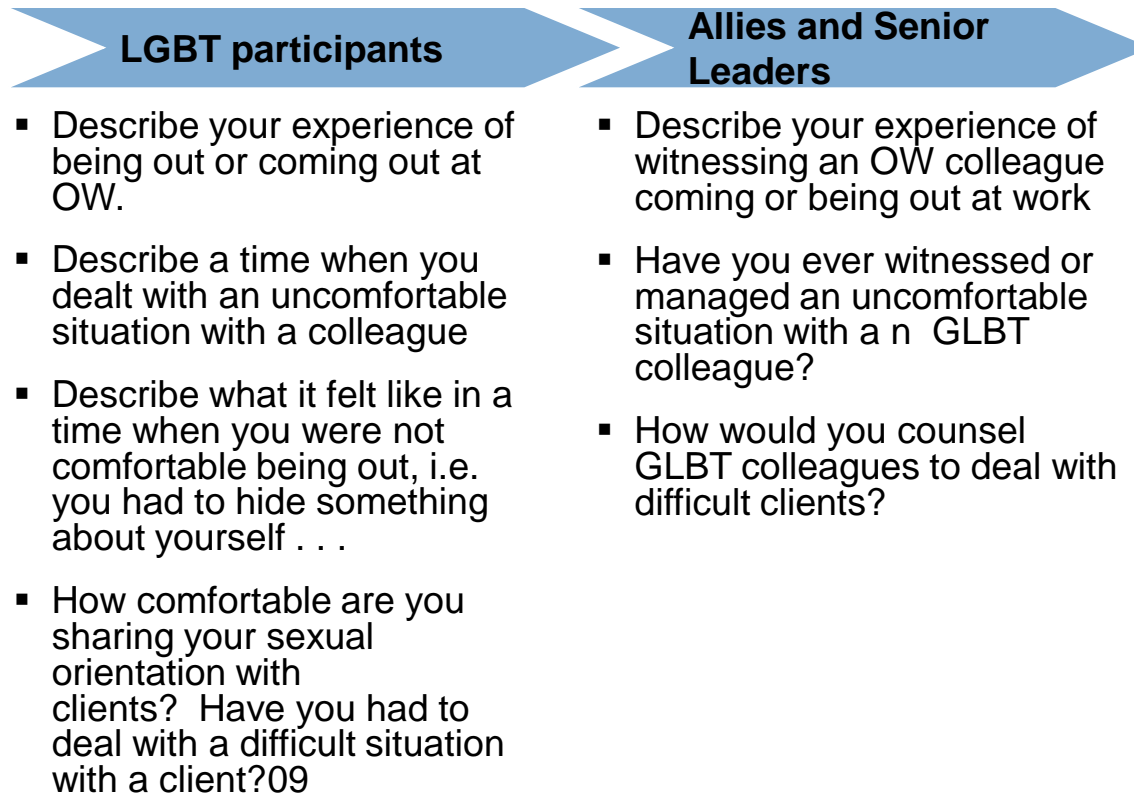 LGBT participants
▪ Describe your experience of
being out or coming out at
OW.
▪ Describe a time when you
dealt with an uncomfortable
situation with a colleague
▪ Describe what it felt like in a
time when you were not
comfortable being out, i.e.
you had to hide something
about yourself . . .
▪ How comfortable are you
sharing your sexual
orientation with
clients?  Have you had to
deal with a difficult situation
with a client?09
Allies and Senior
Leaders
▪ Describe your experience of
witnessing an OW colleague
coming or being out at work
▪ Have you ever witnessed or
managed an uncomfortable
situation with a n  GLBT
colleague?
▪ How would you counsel
GLBT colleagues to deal with
difficult clients?